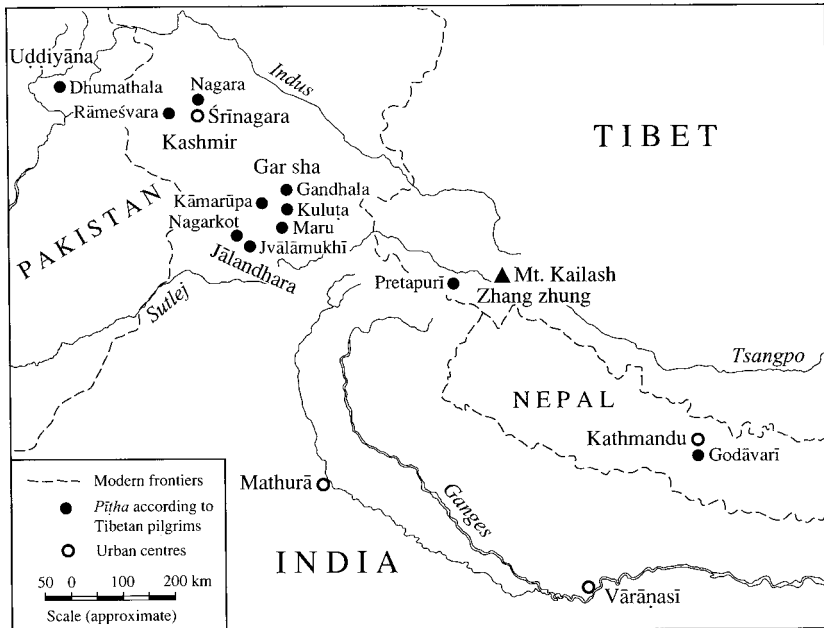 Uḍḍiyāna
Dhumathala
Nagara
Indus
Rāmeśvara
Śrīnagara
Kashmir
TIBET
Gar sha
Gandhala
Kāmarūpa
Kuluṭa
PAKISTAN
Nagarkot
Maru
Jvālāmukhī
Jālandhara
Pretapurī
Mt. Kailash
Zhang zhung
Sutlej
Tsangpo
NEPAL
Kathmandu
Godāvarī
Mathurā
Ganges
INDIA
Vārāṇasī
Modern frontiers
Pīṭha according to
Tibetan pilgrims
Urban centres
50 0 100 200 km
Scale (approximate)